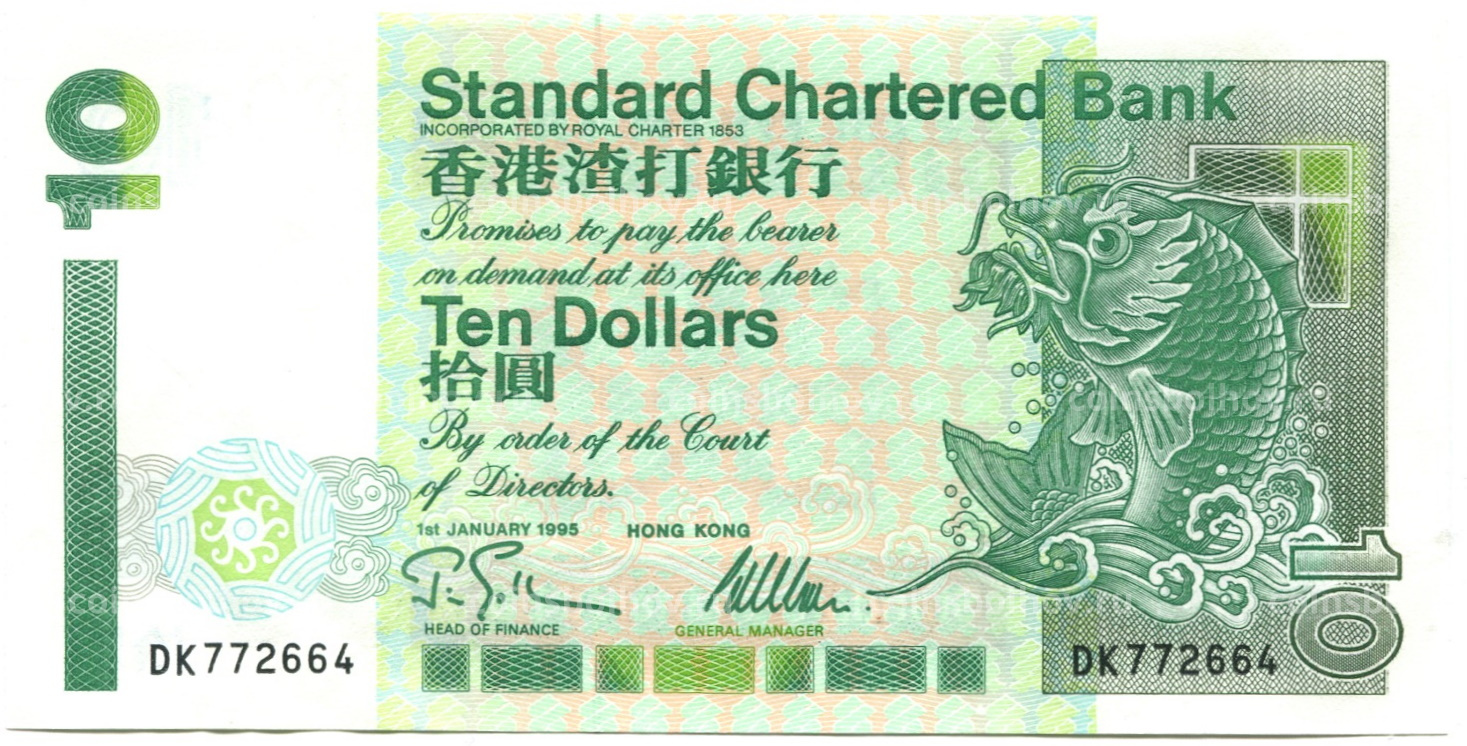 10
Standard Chartered Bank
INCORPORATED BY ROYAL CHARTER 1853
香港渣打銀行
Promises to pay the bearer
on demand at its office here
Ten Dollars
拾圓
By order of the Court
of Directors.
1st JANUARY 1995 HONG KONG
HEAD OF FINANCE GENERAL MANAGER
DK772664 DK772664
10